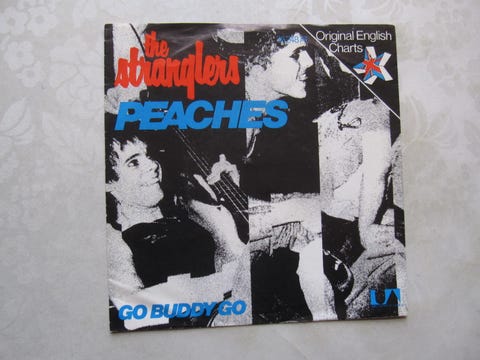 the
stranglers
PEACHES
Original English
Charts
GO BUDDY GO
UA